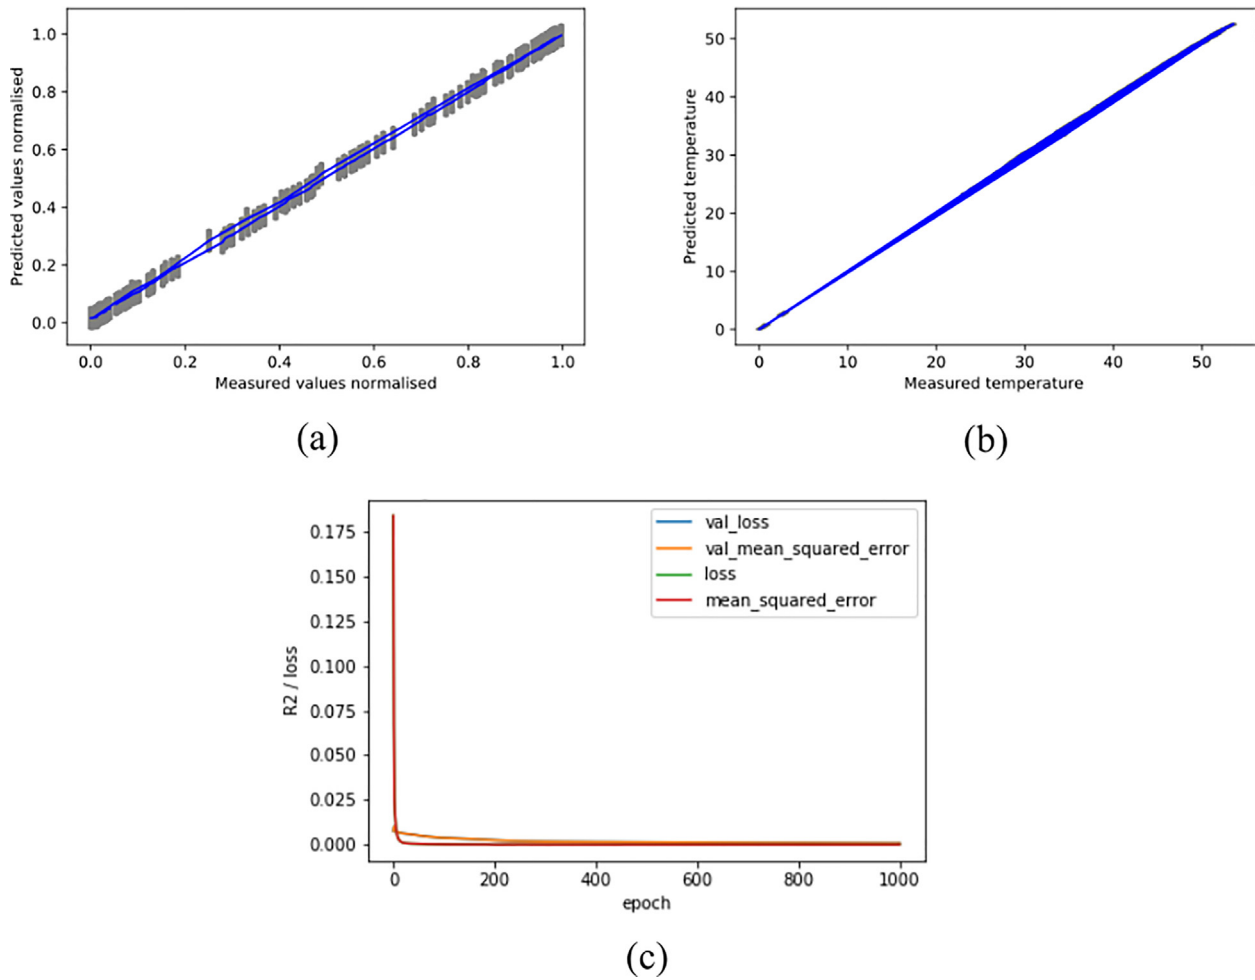 1.0
0.8
0.6
0.4
0.2
0.0
Predicted values normalised
0.0 0.2 0.4 0.6 0.8 1.0
Measured values normalised
(a)
50
40
30
20
10
0
Predicted temperature
0 10 20 30 40 50
Measured temperature
(b)
0.175
0.150
0.125
0.100
0.075
0.050
0.025
0.000
R2 / loss
val_loss
val_mean_squared_error
loss
mean_squared_error
0 200 400 600 800 1000
epoch
(c)